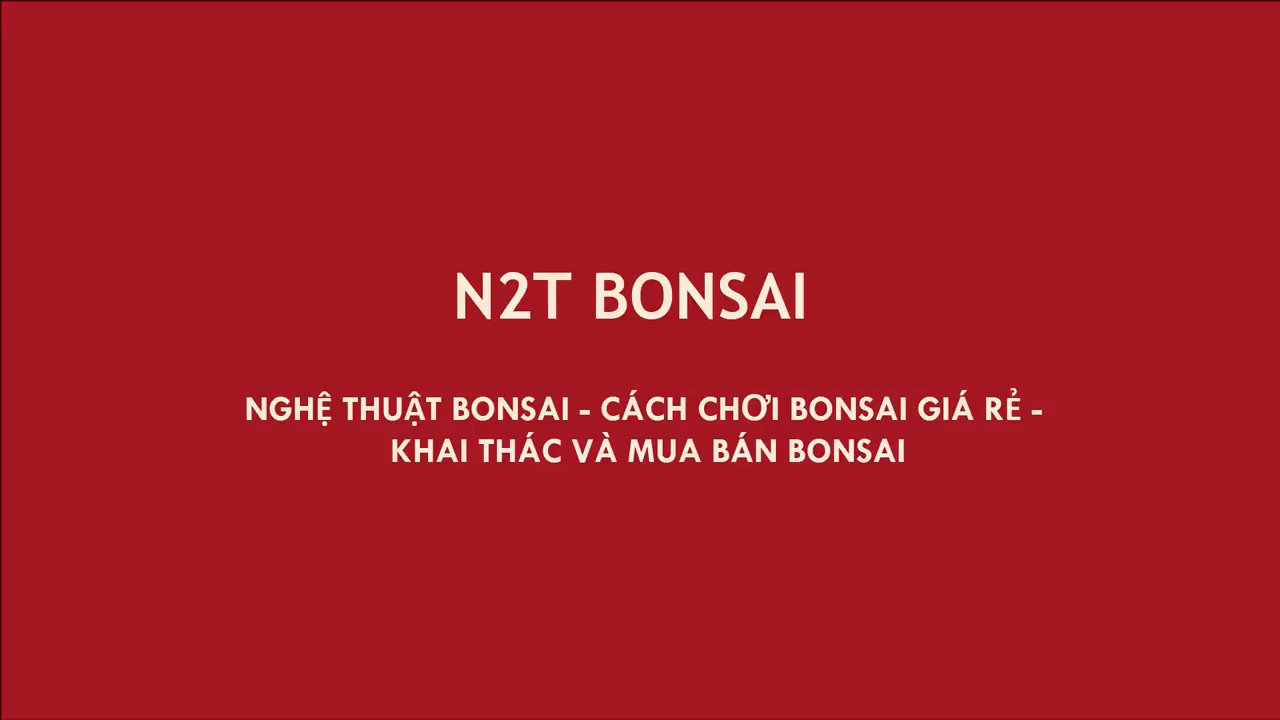 N2T BONSAI
NGHỆ THUẬT BONSAI - CÁCH CHƠI BONSAI GIÁ RẺ -
KHAI THÁC VÀ MUA BÁN BONSAI